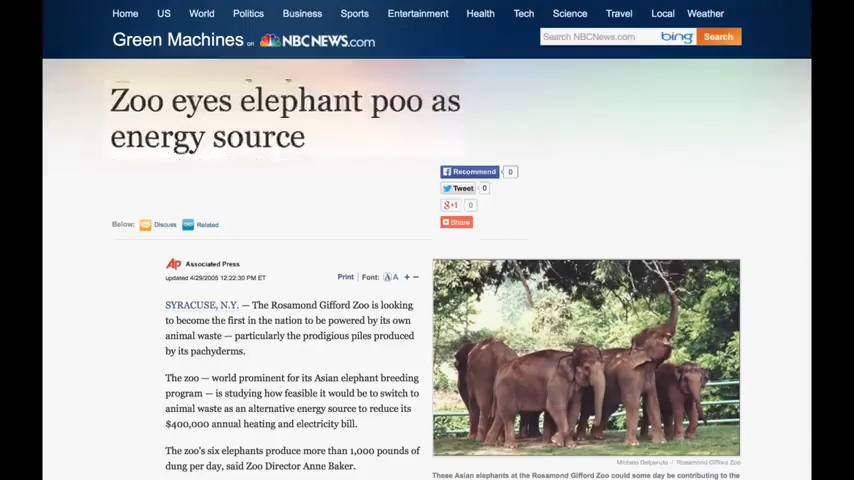 Home US World Politics Business Sports Entertainment Health Tech Science Travel Local Weather
Green Machines on NBCNEWS.com
Search NBCNews.com bing Search
Zoo eyes elephant poo as
energy source
Recommend 0
Tweet 0
g+1 0
Share
Below: Discuss Related
AP Associated Press
updated 4/29/2005 12:22:30 PM ET
Print | Font: A A + −
SYRACUSE, N.Y. — The Rosamond Gifford Zoo is looking
to become the first in the nation to be powered by its own
animal waste — particularly the prodigious piles produced
by its pachyderms.
The zoo — world prominent for its Asian elephant breeding
program — is studying how feasible it would be to switch to
animal waste as an alternative energy source to reduce its
$400,000 annual heating and electricity bill.
The zoo's six elephants produce more than 1,000 pounds of
dung per day, said Zoo Director Anne Baker.
/ Rosamond Gifford Zoo
These Asian elephants at the Rosamond Gifford Zoo could some day be contributing to the